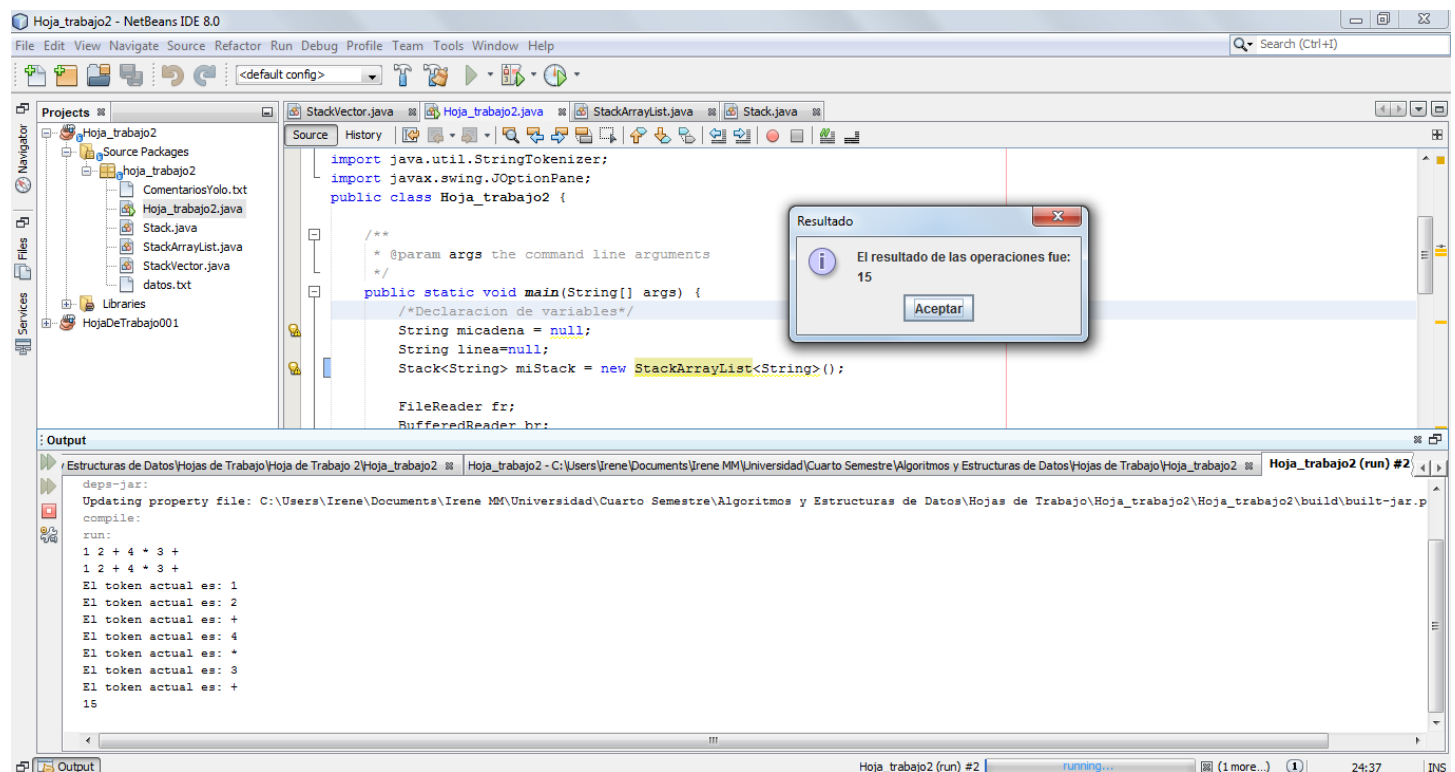 Hoja_trabajo2 - NetBeans IDE 8.0
File Edit View Navigate Source Refactor Run Debug Profile Team Tools Window Help
Search (Ctrl+I)
<default config>
Projects
StackVector.java
Hoja_trabajo2.java
StackArrayList.java
Stack.java
Navigator
Files
Services
Hoja_trabajo2
Source Packages
hoja_trabajo2
ComentariosYolo.txt
Hoja_trabajo2.java
Stack.java
StackArrayList.java
StackVector.java
datos.txt
Libraries
HojaDeTrabajo001
Source History
import java.util.StringTokenizer;
import javax.swing.JOptionPane;
public class Hoja_trabajo2 {
/**
* @param args the command line arguments
*/
public static void main(String[] args) {
/*Declaracion de variables*/
String micadena = null;
String linea=null;
Stack<String> miStack = new StackArrayList<String>();
FileReader fr;
BufferedReader br;
Resultado
El resultado de las operaciones fue:
15
Aceptar
Output
Estructuras de Datos\Hojas de Trabajo\Hoja de Trabajo 2\Hoja_trabajo2
Hoja_trabajo2 - C:\Users\Irene\Documents\Irene MM\Universidad\Cuarto Semestre\Algoritmos y Estructuras de Datos\Hojas de Trabajo\Hoja_trabajo2
Hoja_trabajo2 (run) #2
deps-jar:
Updating property file: C:\Users\Irene\Documents\Irene MM\Universidad\Cuarto Semestre\Algoritmos y Estructuras de Datos\Hojas de Trabajo\Hoja_trabajo2\Hoja_trabajo2\build\built-jar.p
compile:
run:
1 2 + 4 * 3 +
1 2 + 4 * 3 +
El token actual es: 1
El token actual es: 2
El token actual es: +
El token actual es: 4
El token actual es: *
El token actual es: 3
El token actual es: +
15
Output
Hoja_trabajo2 (run) #2
running...
(1 more...)
1
24:37
INS